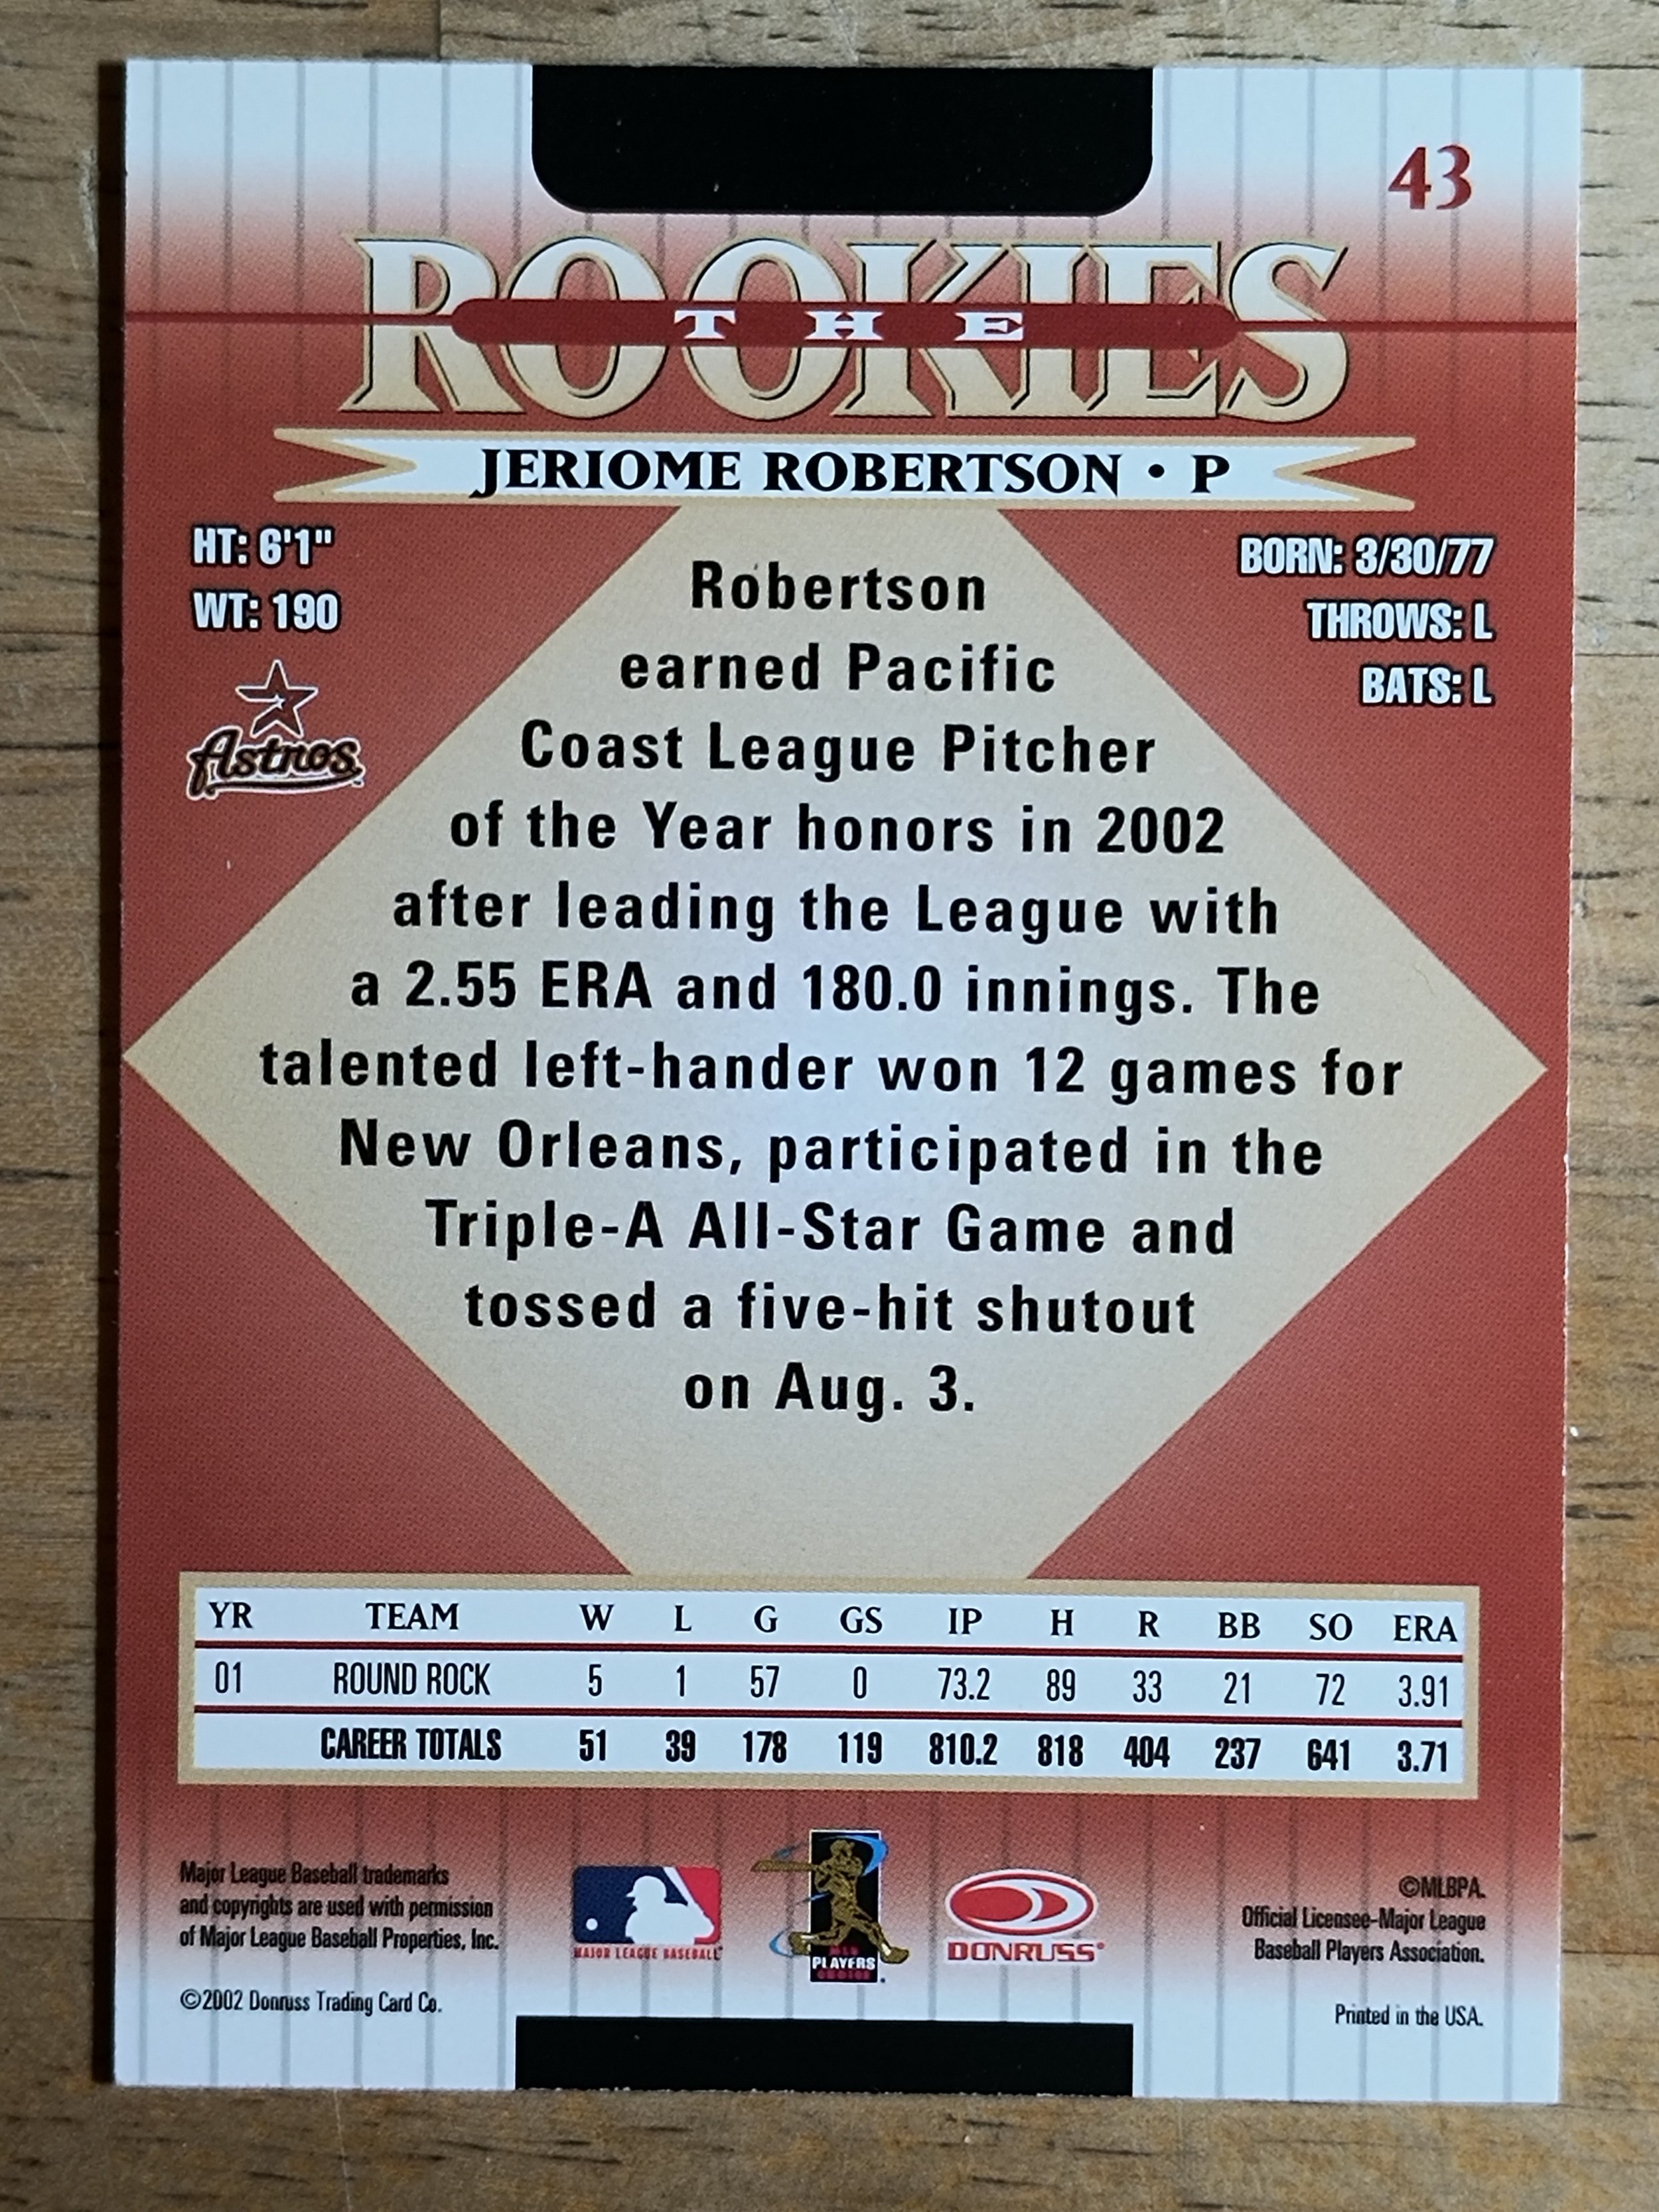 43
ROOKIES
THE
JERIOME ROBERTSON • P
HT: 6'1"
WT: 190
Astros
BORN: 3/30/77
THROWS: L
BATS: L
Robertson
earned Pacific
Coast League Pitcher
of the Year honors in 2002
after leading the League with
a 2.55 ERA and 180.0 innings. The
talented left-hander won 12 games for
New Orleans, participated in the
Triple-A All-Star Game and
tossed a five-hit shutout
on Aug. 3.
YR TEAM W L G GS IP H R BB SO ERA
01 ROUND ROCK 5 1 57 0 73.2 89 33 21 72 3.91
CAREER TOTALS 51 39 178 119 810.2 818 404 237 641 3.71
Major League Baseball trademarks
and copyrights are used with permission
of Major League Baseball Properties, Inc.
©2002 Donruss Trading Card Co.
MAJOR LEAGUE BASEBALL
MLB
PLAYERS
CHOICE
DONRUSS
©MLBPA.
Official Licensee-Major League
Baseball Players Association.
Printed in the USA.